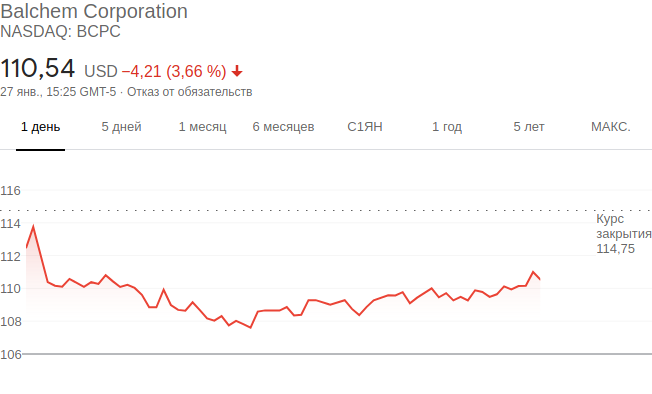 Balchem Corporation
NASDAQ: BCPC
110,54 USD −4,21 (3,66 %)
27 янв., 15:25 GMT-5 · Отказ от обязательств
1 день 5 дней 1 месяц 6 месяцев С1ЯН 1 год 5 лет МАКС.
116
114
112
110
108
106
Курс
закрытия
114,75